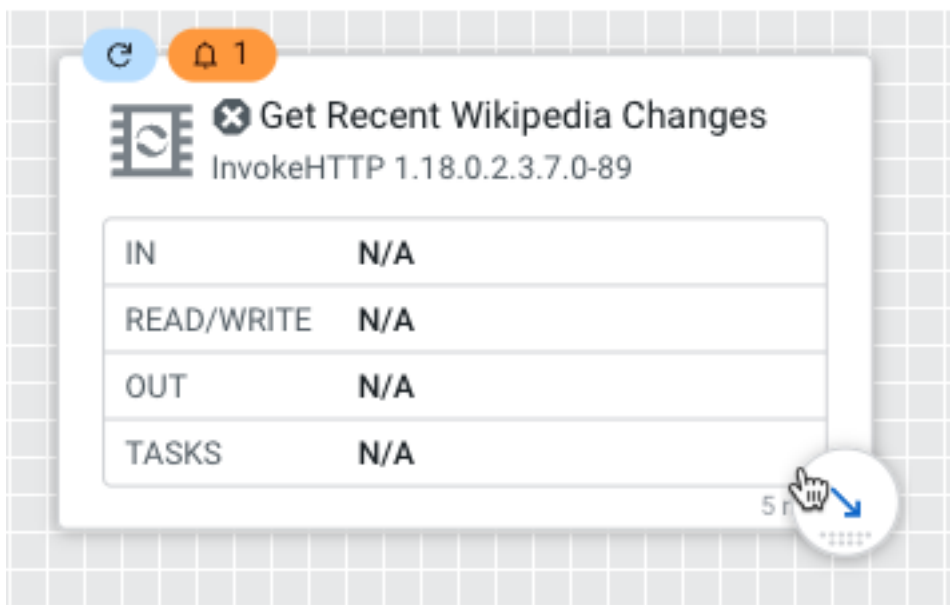 1
Get Recent Wikipedia Changes
InvokeHTTP 1.18.0.2.3.7.0-89
IN N/A
READ/WRITE N/A
OUT N/A
TASKS N/A
5